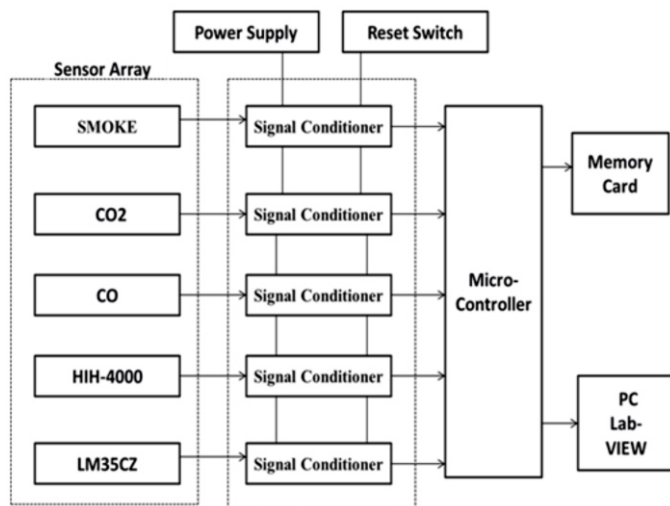 Power Supply
Reset Switch
Sensor Array
SMOKE
Signal Conditioner
CO2
Signal Conditioner
CO
Signal Conditioner
HIH-4000
Signal Conditioner
LM35CZ
Signal Conditioner
Micro-
Controller
Memory
Card
PC
Lab-
VIEW